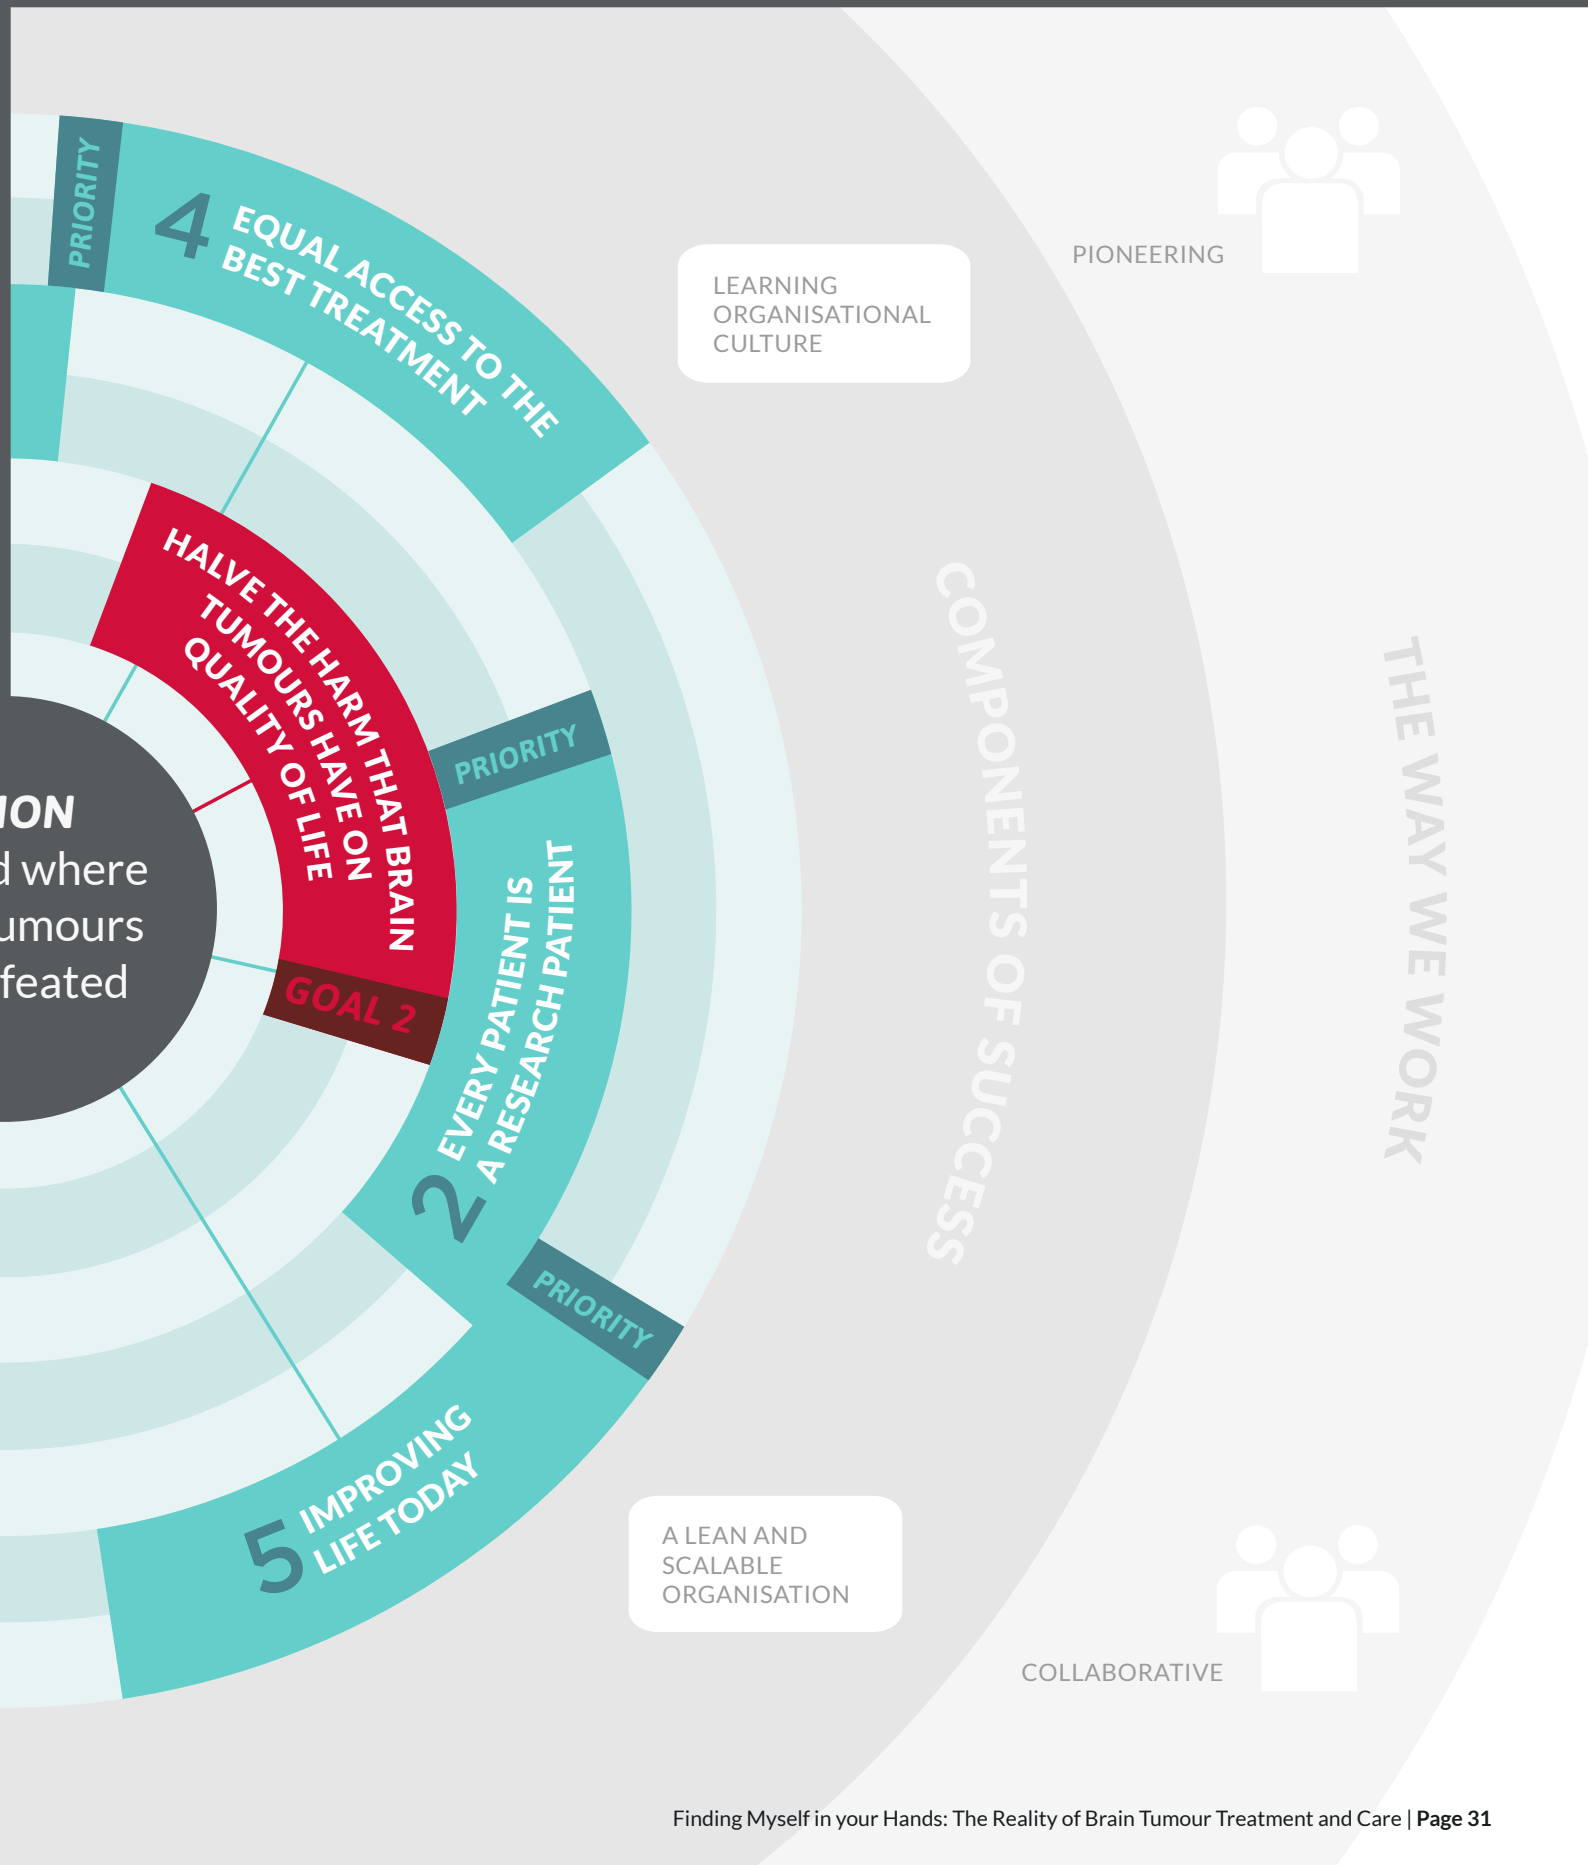 PRIORITY
4
EQUAL ACCESS TO THE
BEST TREATMENT
LEARNING
ORGANISATIONAL
CULTURE
PIONEERING
HALVE THE HARM THAT BRAIN
TUMOURS HAVE ON
QUALITY OF LIFE
GOAL 2
PRIORITY
2
EVERY PATIENT IS
A RESEARCH PATIENT
ION
d where
umours
feated
COMPONENTS OF SUCCESS
THE WAY WE WORK
PRIORITY
5
IMPROVING
LIFE TODAY
A LEAN AND
SCALABLE
ORGANISATION
COLLABORATIVE
Finding Myself in your Hands: The Reality of Brain Tumour Treatment and Care | Page 31